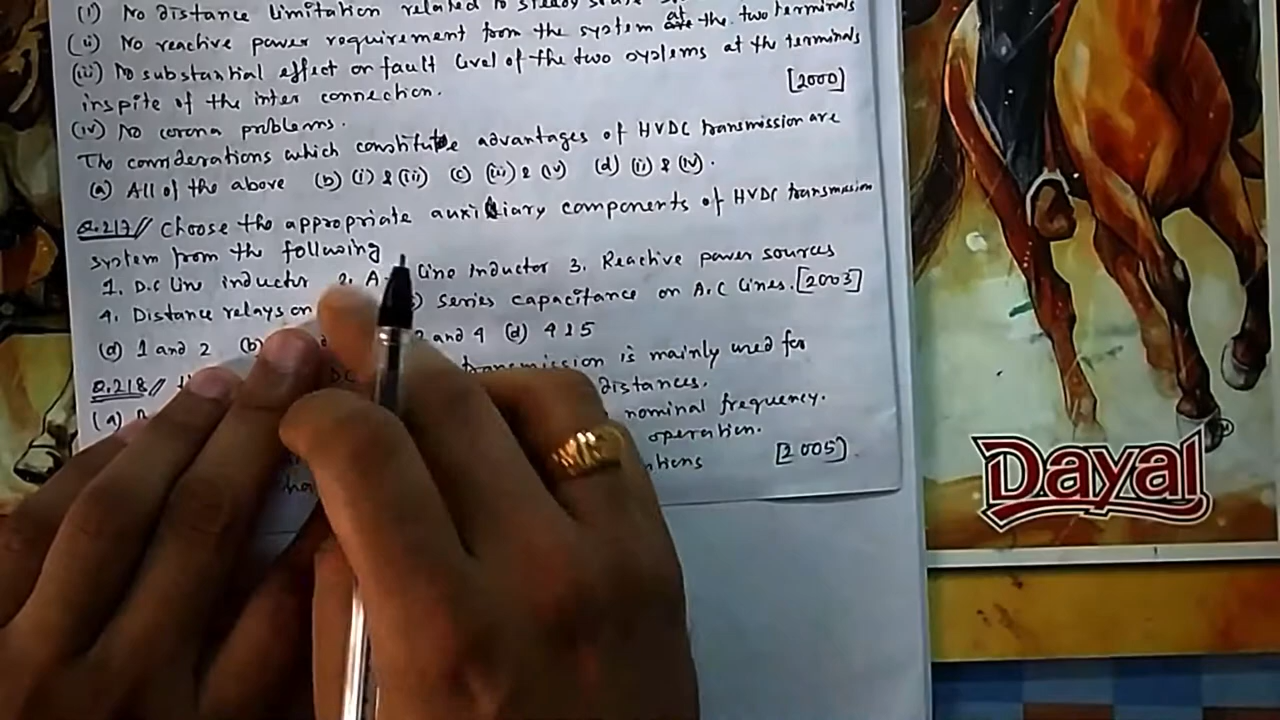 (i) No distance limitation related to steady
(ii) No reactive power requirement from the system at the two terminals
(iii) No substantial effect on fault level of the two systems at the terminals
inspite of the inter connection. [2000]
(iv) No corona problems.
The considerations which constitute advantages of HVDC transmission are
(a) All of the above (b) (i) & (iii) (c) (iii) & (iv) (d) (ii) & (iv).
Q.217// Choose the appropriate auxiliary components of HVDC transmission
system from the following
1. D.C line inductor 2. A. line Inductor 3. Reactive power sources
4. Distance relays on series capacitance on A.C lines. [2003]
(a) 1 and 2 (b) 2 and 4 (d) 4 & 5
Q.218// transmission is mainly used for
(a) distances.
nominal frequency.
operation.
[2005]
Dayal